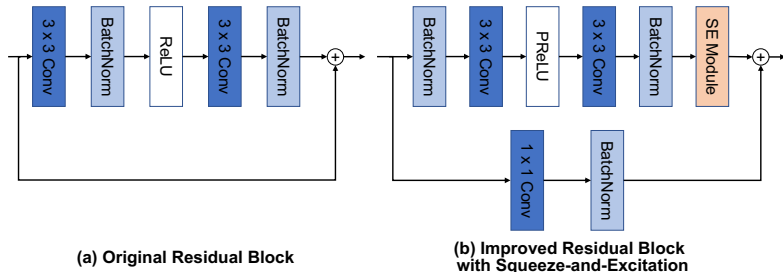 3 x 3 Conv
BatchNorm
ReLU
3 x 3 Conv
BatchNorm
+
BatchNorm
3 x 3 Conv
PReLU
3 x 3 Conv
BatchNorm
SE Module
+
1 x 1 Conv
BatchNorm
(a) Original Residual Block
(b) Improved Residual Block
with Squeeze-and-Excitation